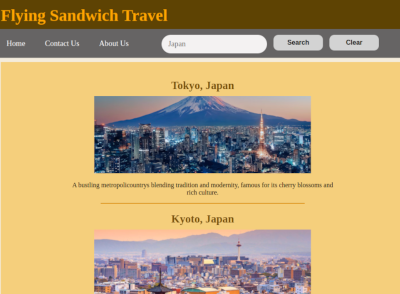 Flying Sandwich Travel
Home Contact Us About Us Japan Search Clear
Tokyo, Japan
A bustling metropolicountrys blending tradition and modernity, famous for its cherry blossoms and
rich culture.
Kyoto, Japan